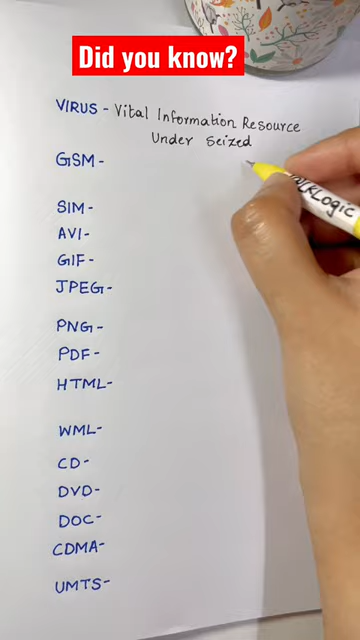 Did you know?
VIRUS - Vital Information Resource
Under Seized
GSM -
SIM -
AVI -
GIF -
JPEG -
PNG -
PDF -
HTML -
WML -
CD -
DVD -
DOC -
CDMA -
UMTS -